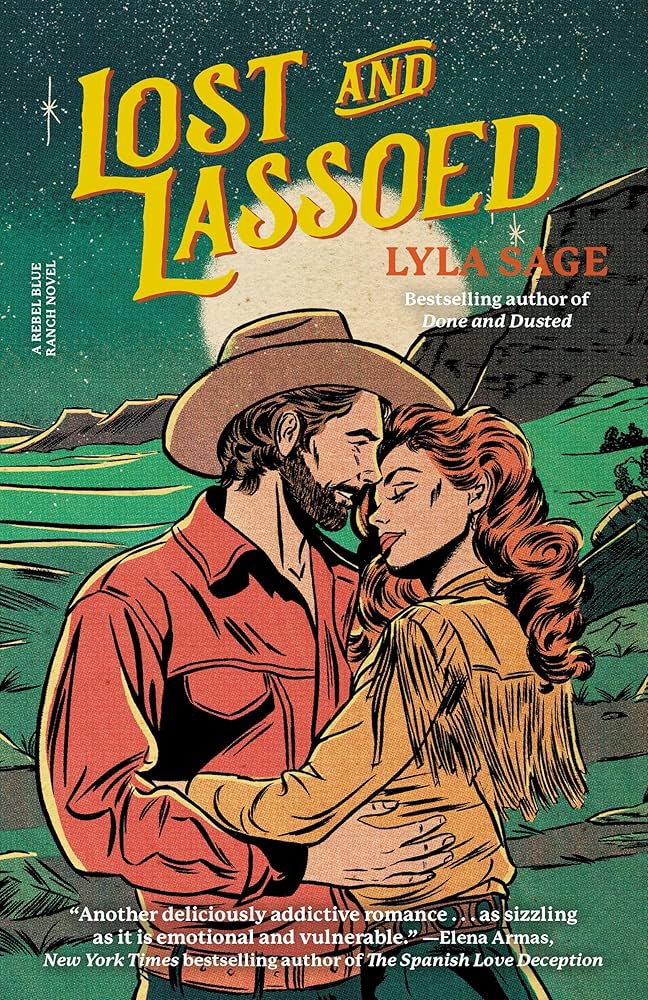 LOST AND
LASSOED
LYLA SAGE
Bestselling author of
Done and Dusted
A REBEL BLUE
RANCH NOVEL
“Another deliciously addictive romance . . . as sizzling
as it is emotional and vulnerable.” —Elena Armas,
New York Times bestselling author of The Spanish Love Deception